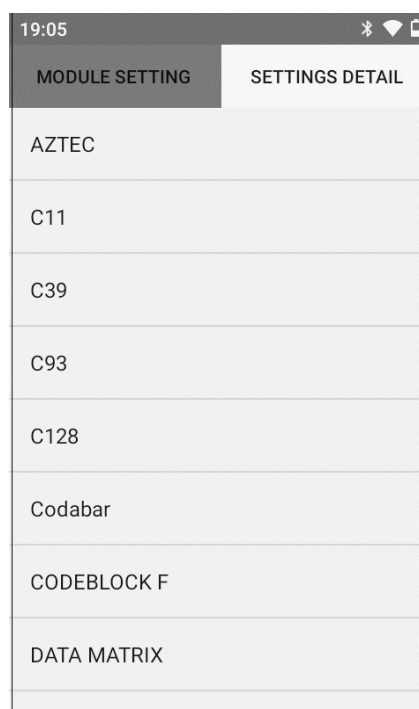 19:05
MODULE SETTING SETTINGS DETAIL
AZTEC
C11
C39
C93
C128
Codabar
CODEBLOCK F
DATA MATRIX